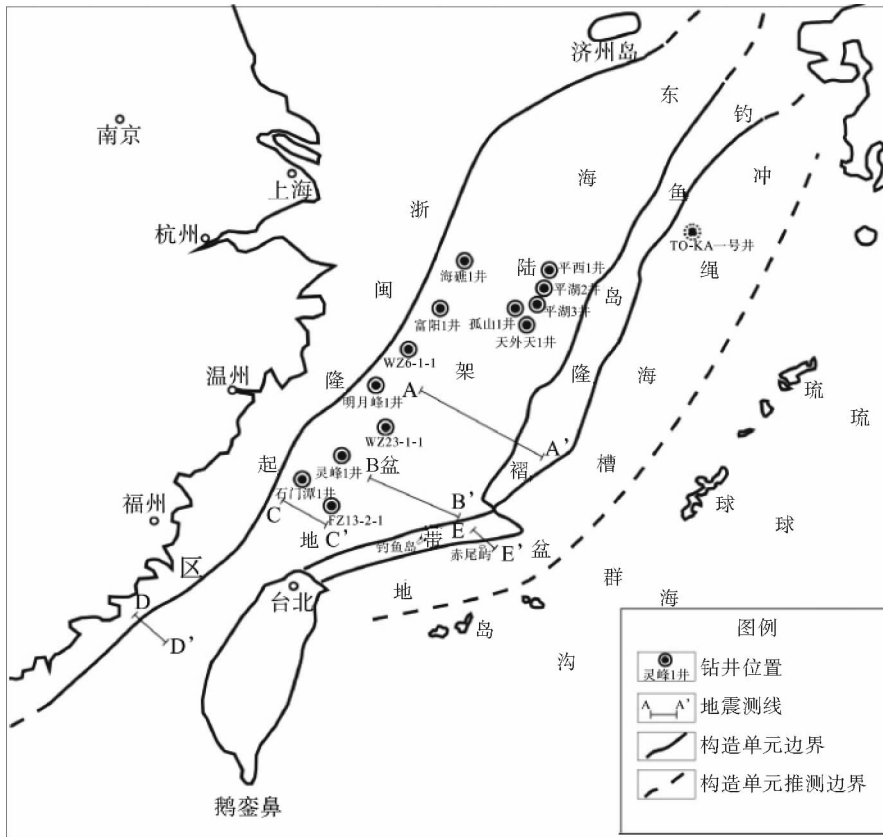 济州岛
南京
上海
杭州
温州
福州
台北
鹅銮鼻
浙
闽
隆
起
区
东
海
陆
架
盆
地
钓
鱼
岛
隆
褶
带
冲
绳
海
槽
盆
地
琉
球
群
岛
琉
球
海
沟
海礁1井
富阳1井
平西1井
平湖2井
平湖3井
孤山1井
天外天1井
TO-KA一号井
WZ6-1-1
明月峰1井
WZ23-1-1
灵峰1井
石门潭1井
FZ13-2-1
钓鱼岛
赤尾屿
A
A'
B
B'
C
C'
D
D'
E
E'
图例
灵峰1井
钻井位置
A A'
地震测线
构造单元边界
构造单元推测边界